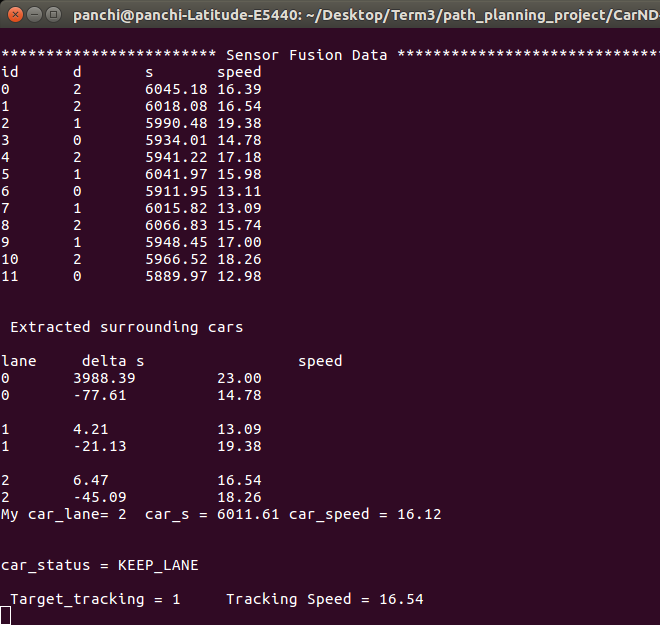 panchi@panchi-Latitude-E5440: ~/Desktop/Term3/path_planning_project/CarND-
************************ Sensor Fusion Data *****************************
id d s speed
0 2 6045.18 16.39
1 2 6018.08 16.54
2 1 5990.48 19.38
3 0 5934.01 14.78
4 2 5941.22 17.18
5 1 6041.97 15.98
6 0 5911.95 13.11
7 1 6015.82 13.09
8 2 6066.83 15.74
9 1 5948.45 17.00
10 2 5966.52 18.26
11 0 5889.97 12.98
Extracted surrounding cars
lane delta s speed
0 3988.39 23.00
0 -77.61 14.78
1 4.21 13.09
1 -21.13 19.38
2 6.47 16.54
2 -45.09 18.26
My car_lane= 2 car_s = 6011.61 car_speed = 16.12
car_status = KEEP_LANE
Target_tracking = 1 Tracking Speed = 16.54